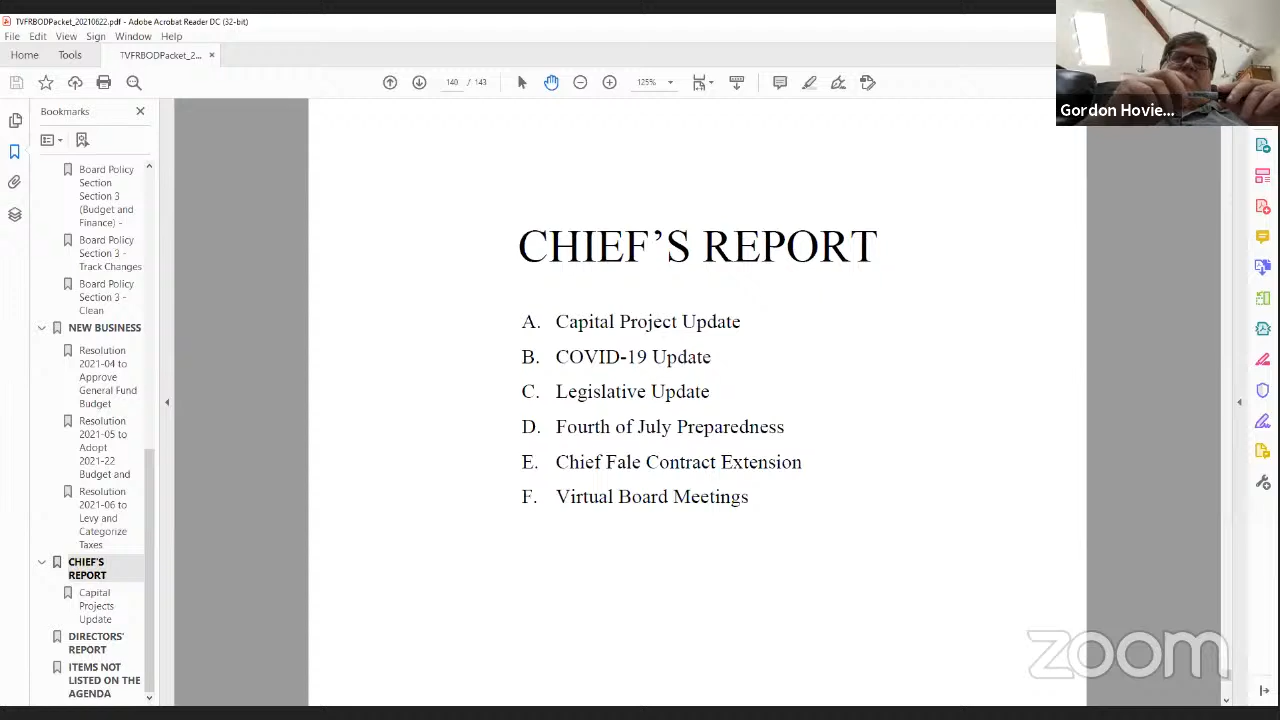 TVFRBODPacket_20210622.pdf - Adobe Acrobat Reader DC (32-bit)
File Edit View Sign Window Help
Home Tools TVFRBODPacket_2... ×
140 / 143 125%
Gordon Hovie...
Bookmarks
Board Policy
Section
Section 3
(Budget and
Finance) -
Board Policy
Section 3 -
Track Changes
Board Policy
Section 3 -
Clean
NEW BUSINESS
Resolution
2021-04 to
Approve
General Fund
Budget
Resolution
2021-05 to
Adopt
2021-22
Budget and
Resolution
2021-06 to
Levy and
Categorize
Taxes
CHIEF'S
REPORT
Capital
Projects
Update
DIRECTORS'
REPORT
ITEMS NOT
LISTED ON THE
AGENDA
CHIEF’S REPORT
A. Capital Project Update
B. COVID-19 Update
C. Legislative Update
D. Fourth of July Preparedness
E. Chief Fale Contract Extension
F. Virtual Board Meetings
zoom